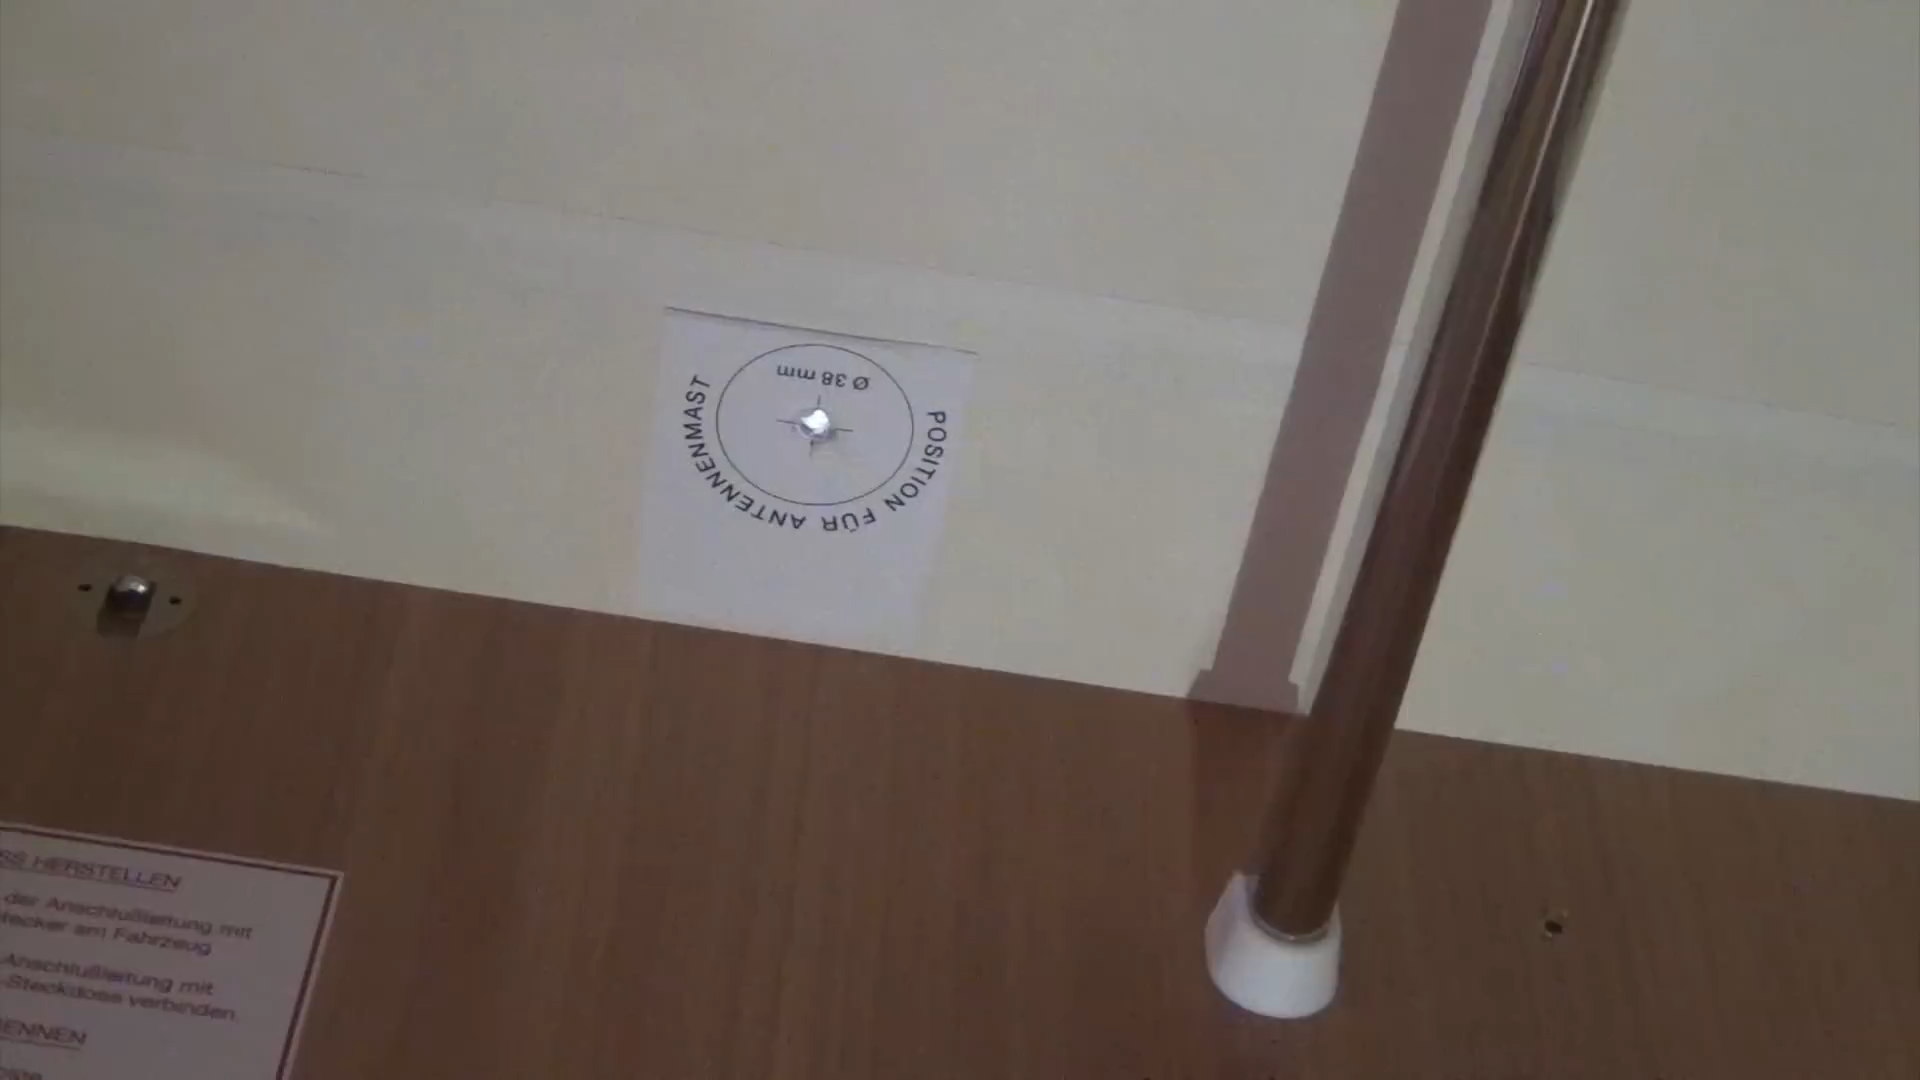 Ø 38 mm
POSITION FÜR ANTENNENMAST
SS HERSTELLEN
der Anschlußleitung mit
tecker am Fahrzeug
Anschlußleitung mit
-Steckdose verbinden
ENNEN